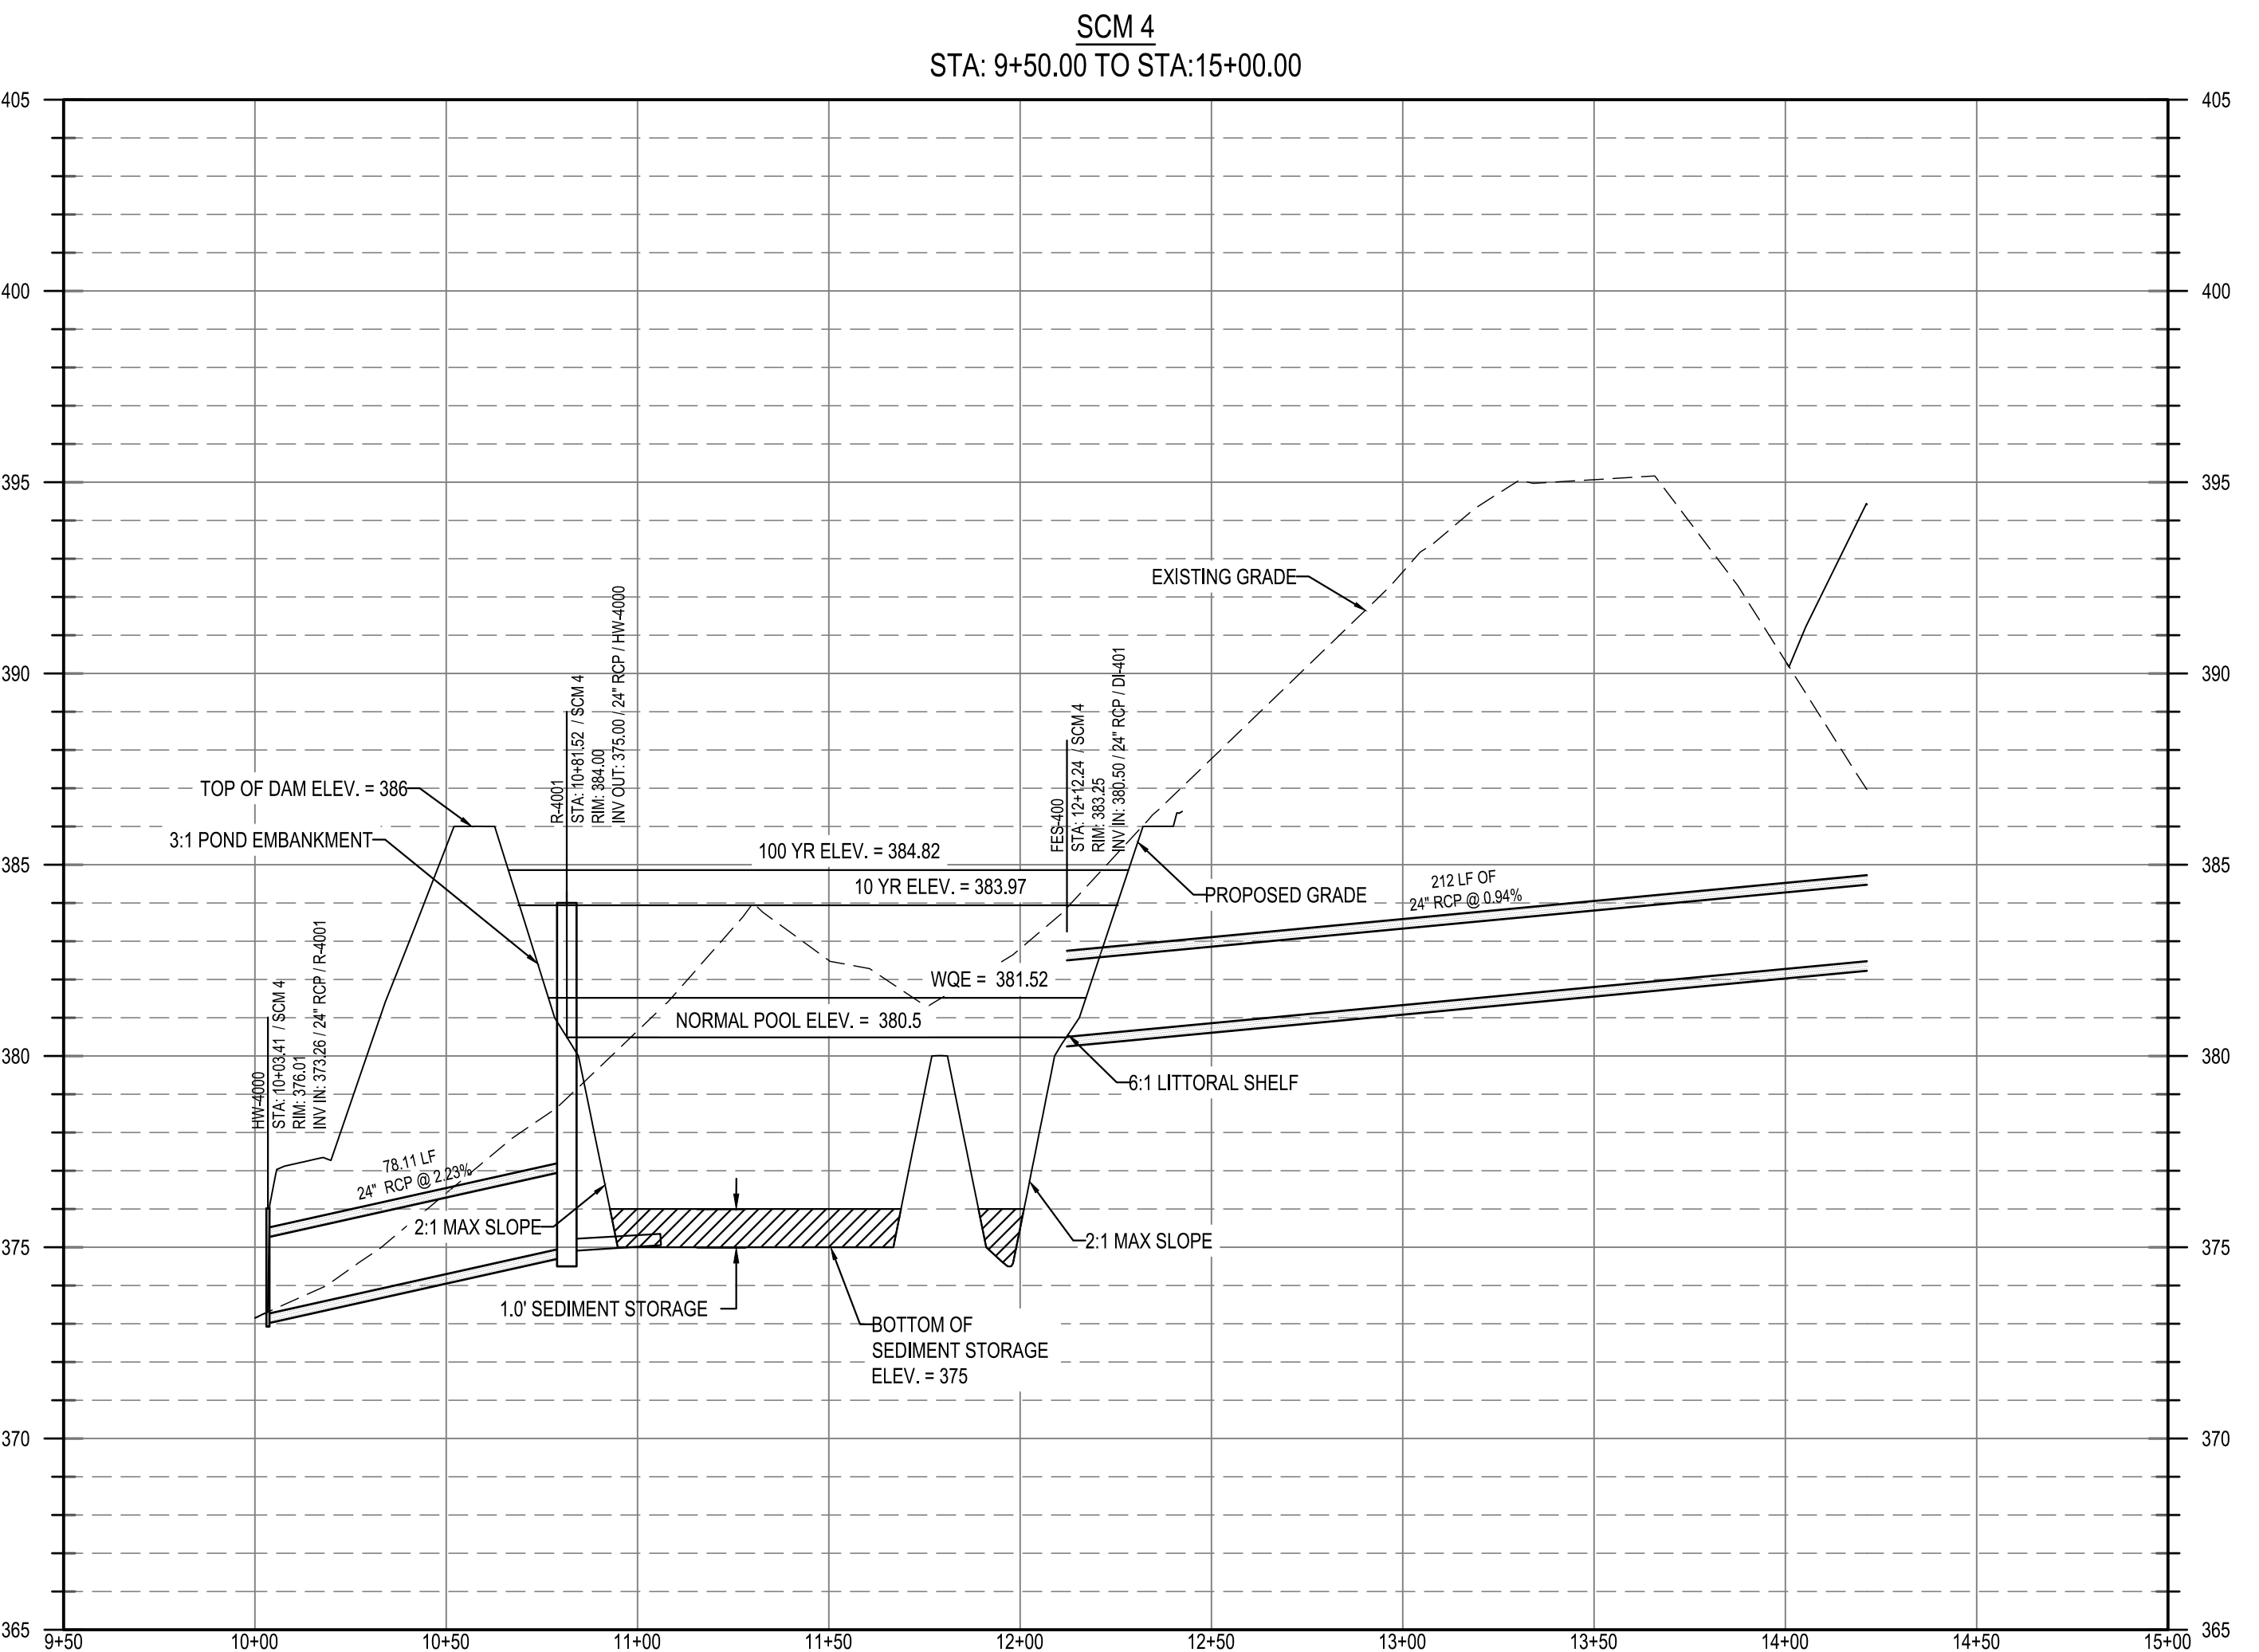 SCM 4
STA: 9+50.00 TO STA:15+00.00
405
405
400
400
395
395
EXISTING GRADE
390
390
R-4001
STA: 10+81.52 / SCM 4
RIM: 384.00
INV OUT: 375.00 / 24" RCP / HW-4000
FES-400
STA: 12+12.24 / SCM 4
RIM: 383.25
INV IN: 380.50 / 24" RCP / DI-401
TOP OF DAM ELEV. = 386
3:1 POND EMBANKMENT
100 YR ELEV. = 384.82
385
385
10 YR ELEV. = 383.97
PROPOSED GRADE
212 LF OF
24" RCP @ 0.94%
WQE = 381.52
NORMAL POOL ELEV. = 380.5
HW-4000
STA: 10+03.41 / SCM 4
RIM: 376.01
INV IN: 373.26 / 24" RCP / R-4001
380
380
6:1 LITTORAL SHELF
78.11 LF
24" RCP @ 2.23%
2:1 MAX SLOPE
2:1 MAX SLOPE
375
375
1.0' SEDIMENT STORAGE
BOTTOM OF
SEDIMENT STORAGE
ELEV. = 375
370
370
365
365
9+50
10+00
10+50
11+00
11+50
12+00
12+50
13+00
13+50
14+00
14+50
15+00